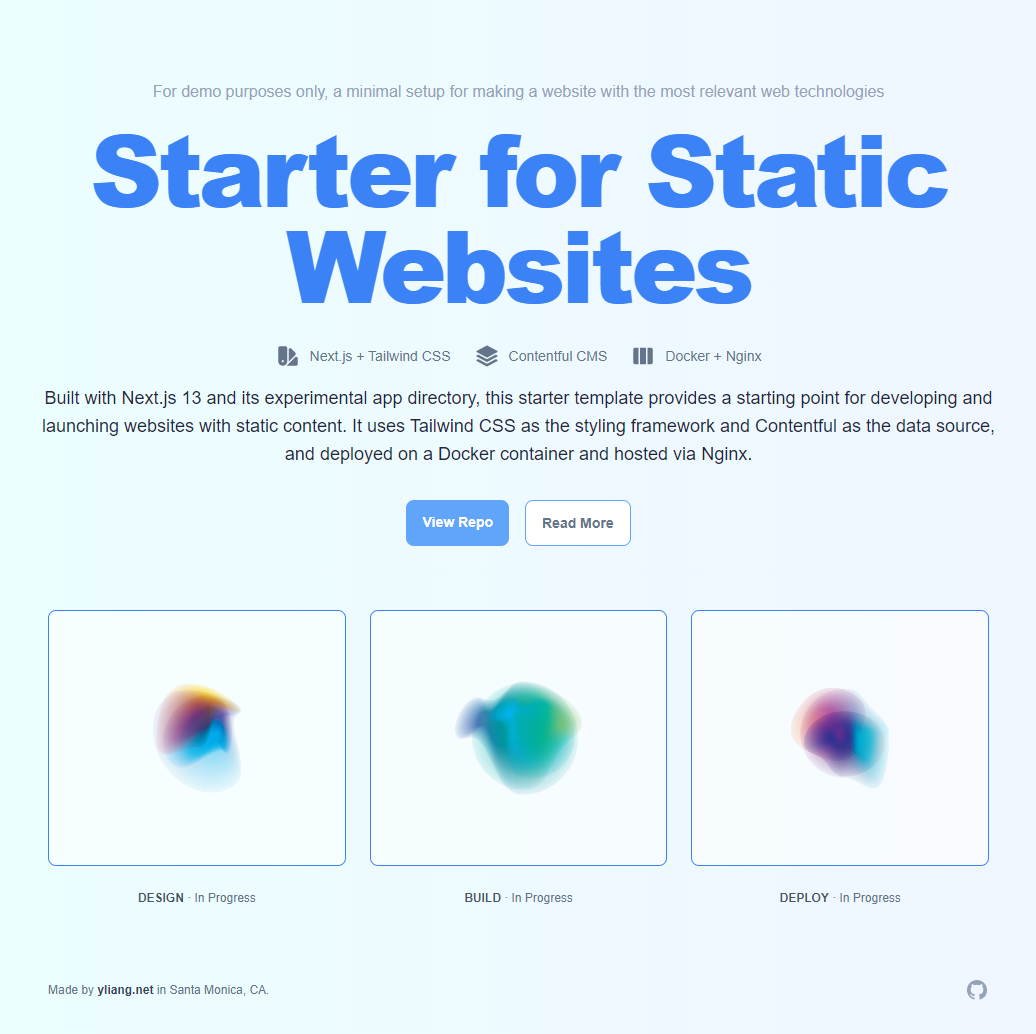 For demo purposes only, a minimal setup for making a website with the most relevant web technologies
Starter for Static
Websites
Next.js + Tailwind CSS
Contentful CMS
Docker + Nginx
Built with Next.js 13 and its experimental app directory, this starter template provides a starting point for developing and
launching websites with static content. It uses Tailwind CSS as the styling framework and Contentful as the data source,
and deployed on a Docker container and hosted via Nginx.
View Repo
Read More
DESIGN · In Progress
BUILD · In Progress
DEPLOY · In Progress
Made by yliang.net in Santa Monica, CA.